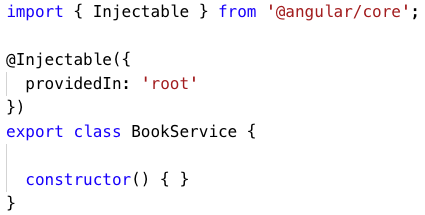 import { Injectable } from '@angular/core';
@Injectable({
providedIn: 'root'
})
export class BookService {
constructor() { }
}